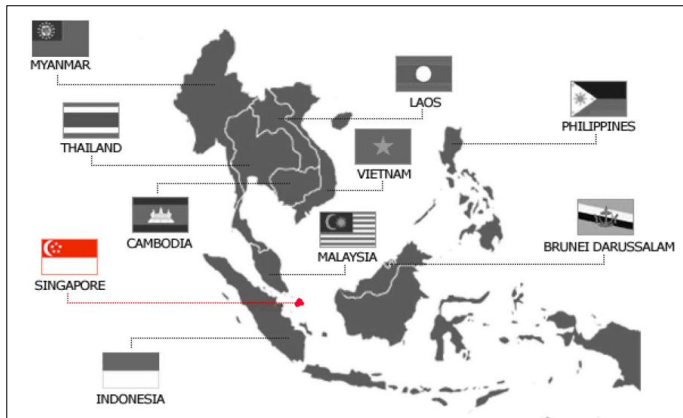 MYANMAR
LAOS
PHILIPPINES
THAILAND
VIETNAM
CAMBODIA
MALAYSIA
BRUNEI DARUSSALAM
SINGAPORE
INDONESIA